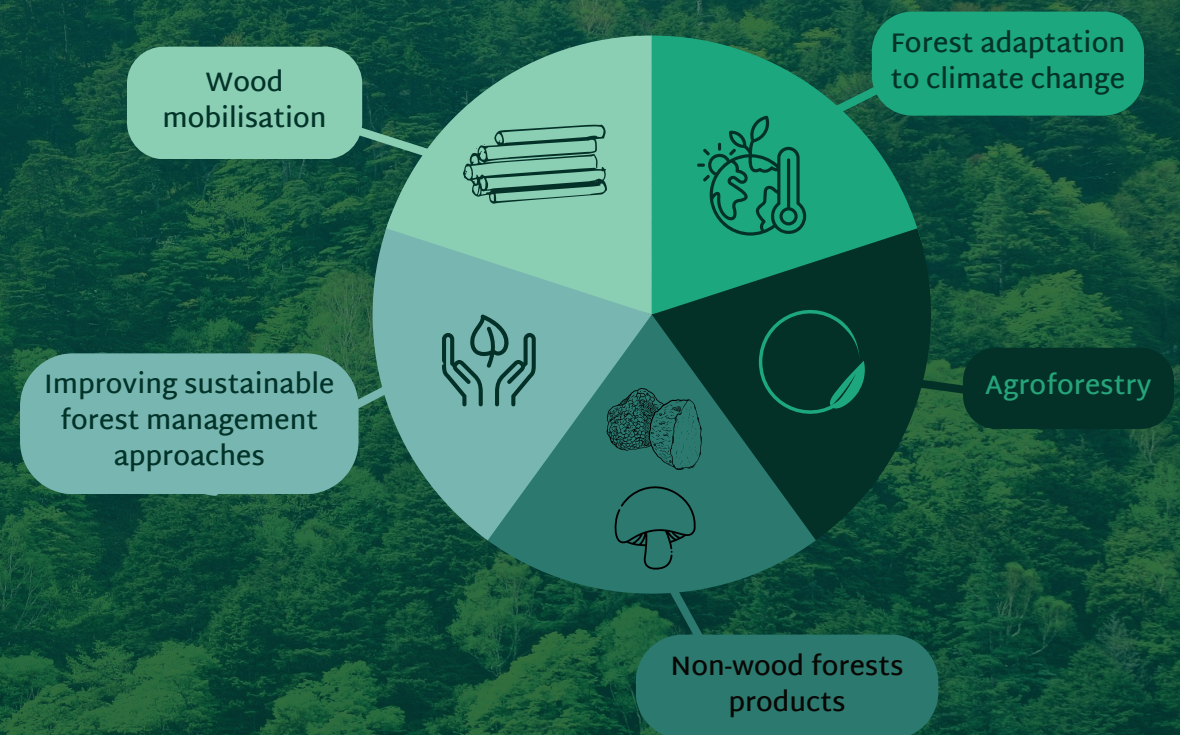 Forest adaptation
to climate change
Wood
mobilisation
Improving sustainable
forest management
approaches
Agroforestry
Non-wood forests
products